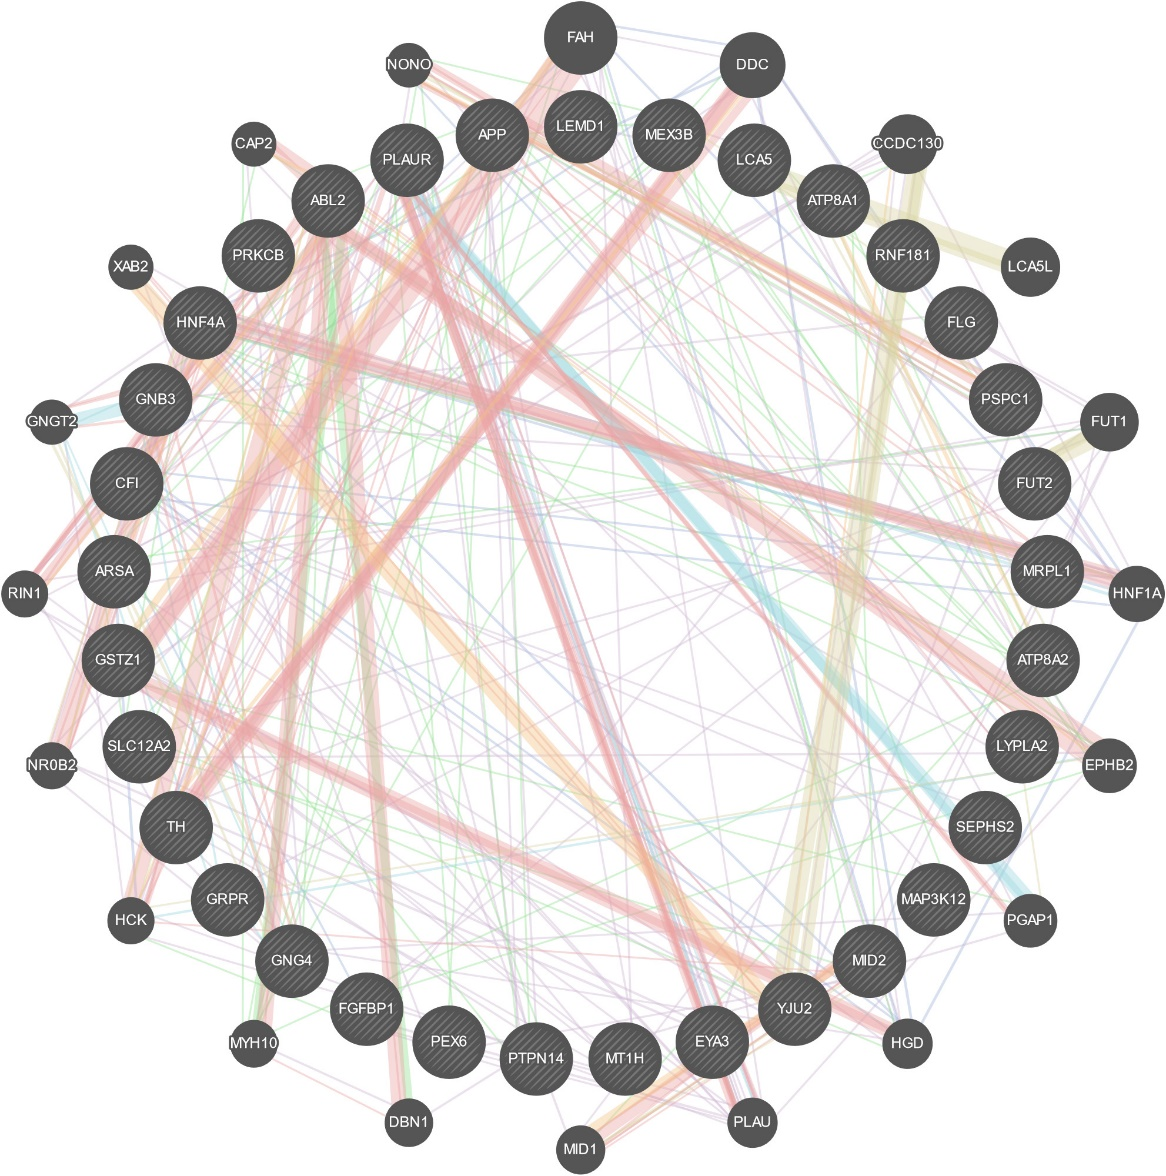 FAH
NONO
DDC
LEMD1
APP
MEX3B
CAP2
PLAUR
LCA5
CCDC130
ABL2
ATP8A1
PRKCB
RNF181
XAB2
LCA5L
HNF4A
FLG
GNB3
PSPC1
GNGT2
FUT1
CFI
FUT2
ARSA
MRPL1
RIN1
HNF1A
GSTZ1
ATP8A2
SLC12A2
LYPLA2
NR0B2
EPHB2
TH
SEPHS2
GRPR
MAP3K12
HCK
PGAP1
GNG4
MID2
FGFBP1
YJU2
MYH10
PEX6
EYA3
HGD
PTPN14
MT1H
DBN1
PLAU
MID1